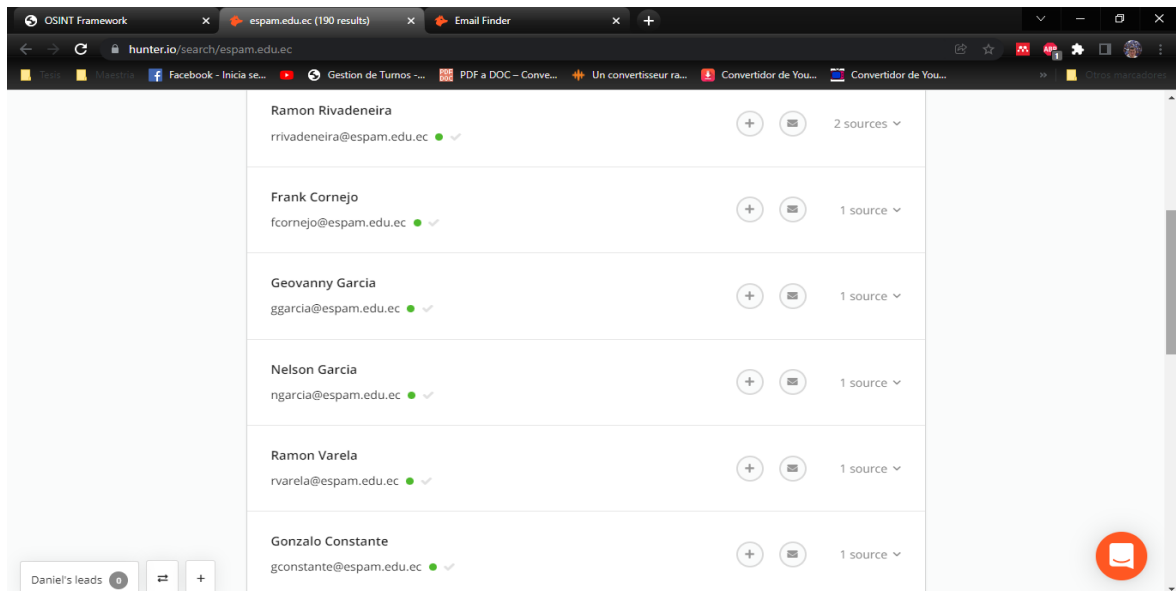 OSINT Framework
espam.edu.ec (190 results)
Email Finder
hunter.io/search/espam.edu.ec
Tesis
Maestria
Facebook - Inicia se...
Gestion de Turnos -...
PDF a DOC – Conve...
Un convertisseur ra...
Convertidor de You...
Convertidor de You...
»
Otros marcadores
Ramon Rivadeneira
rrivadeneira@espam.edu.ec
2 sources
Frank Cornejo
fcornejo@espam.edu.ec
1 source
Geovanny Garcia
ggarcia@espam.edu.ec
1 source
Nelson Garcia
ngarcia@espam.edu.ec
1 source
Ramon Varela
rvarela@espam.edu.ec
1 source
Gonzalo Constante
gconstante@espam.edu.ec
1 source
Daniel's leads 0